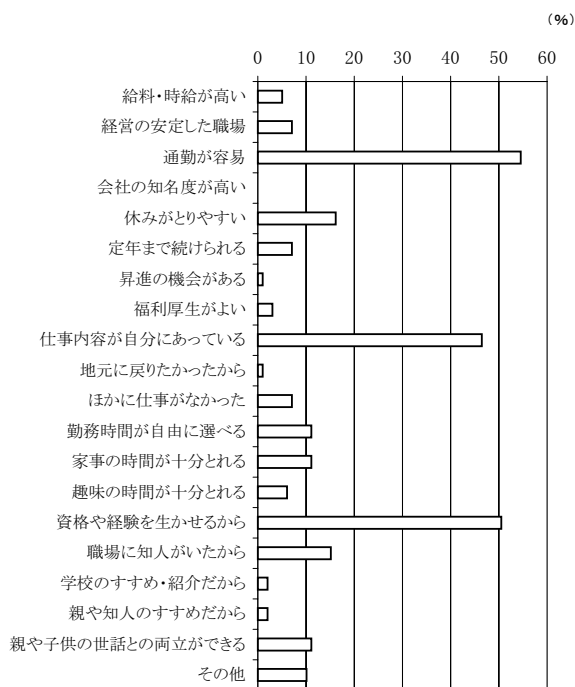 (%)
0 10 20 30 40 50 60
給料・時給が高い
経営の安定した職場
通勤が容易
会社の知名度が高い
休みがとりやすい
定年まで続けられる
昇進の機会がある
福利厚生がよい
仕事内容が自分にあっている
地元に戻りたかったから
ほかに仕事がなかった
勤務時間が自由に選べる
家事の時間が十分とれる
趣味の時間が十分とれる
資格や経験を生かせるから
職場に知人がいたから
学校のすすめ・紹介だから
親や知人のすすめだから
親や子供の世話との両立ができる
その他